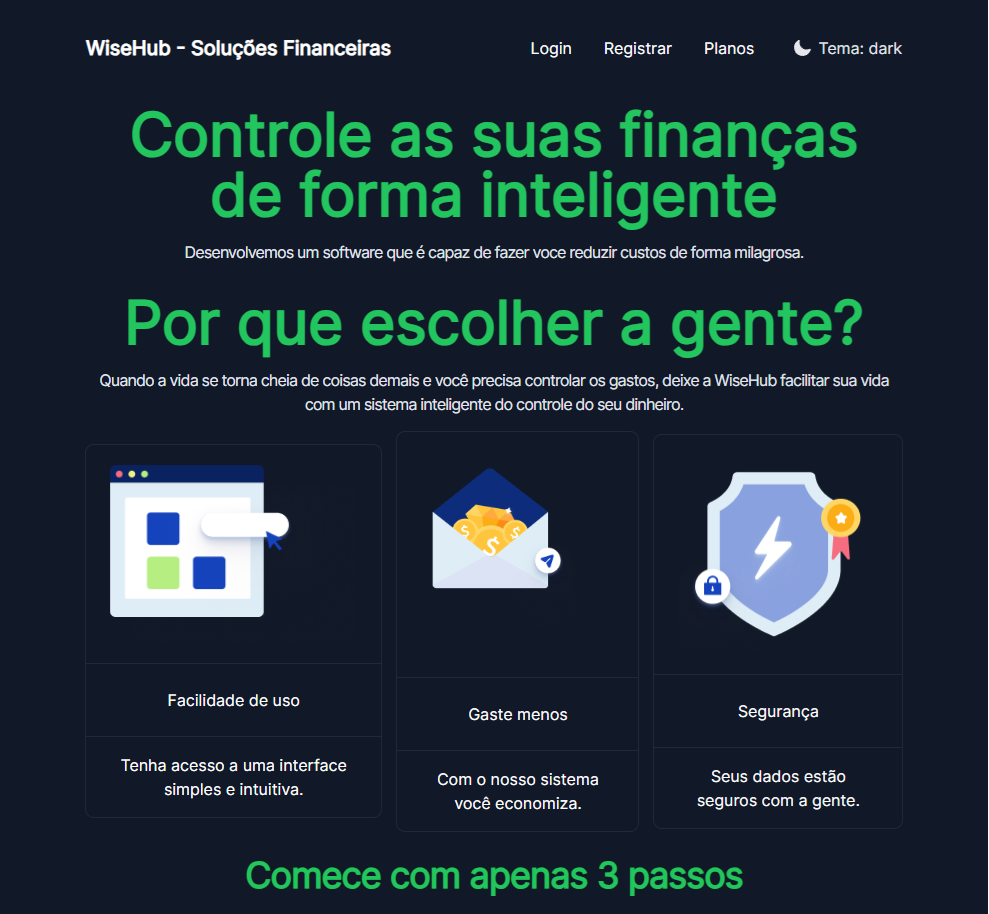 WiseHub - Soluções Financeiras
Login
Registrar
Planos
Tema: dark
Controle as suas finanças
de forma inteligente
Desenvolvemos um software que é capaz de fazer voce reduzir custos de forma milagrosa.
Por que escolher a gente?
Quando a vida se torna cheia de coisas demais e você precisa controlar os gastos, deixe a WiseHub facilitar sua vida
com um sistema inteligente do controle do seu dinheiro.
Facilidade de uso
Tenha acesso a uma interface
simples e intuitiva.
$ $ $
Gaste menos
Com o nosso sistema
você economiza.
Segurança
Seus dados estão
seguros com a gente.
Comece com apenas 3 passos